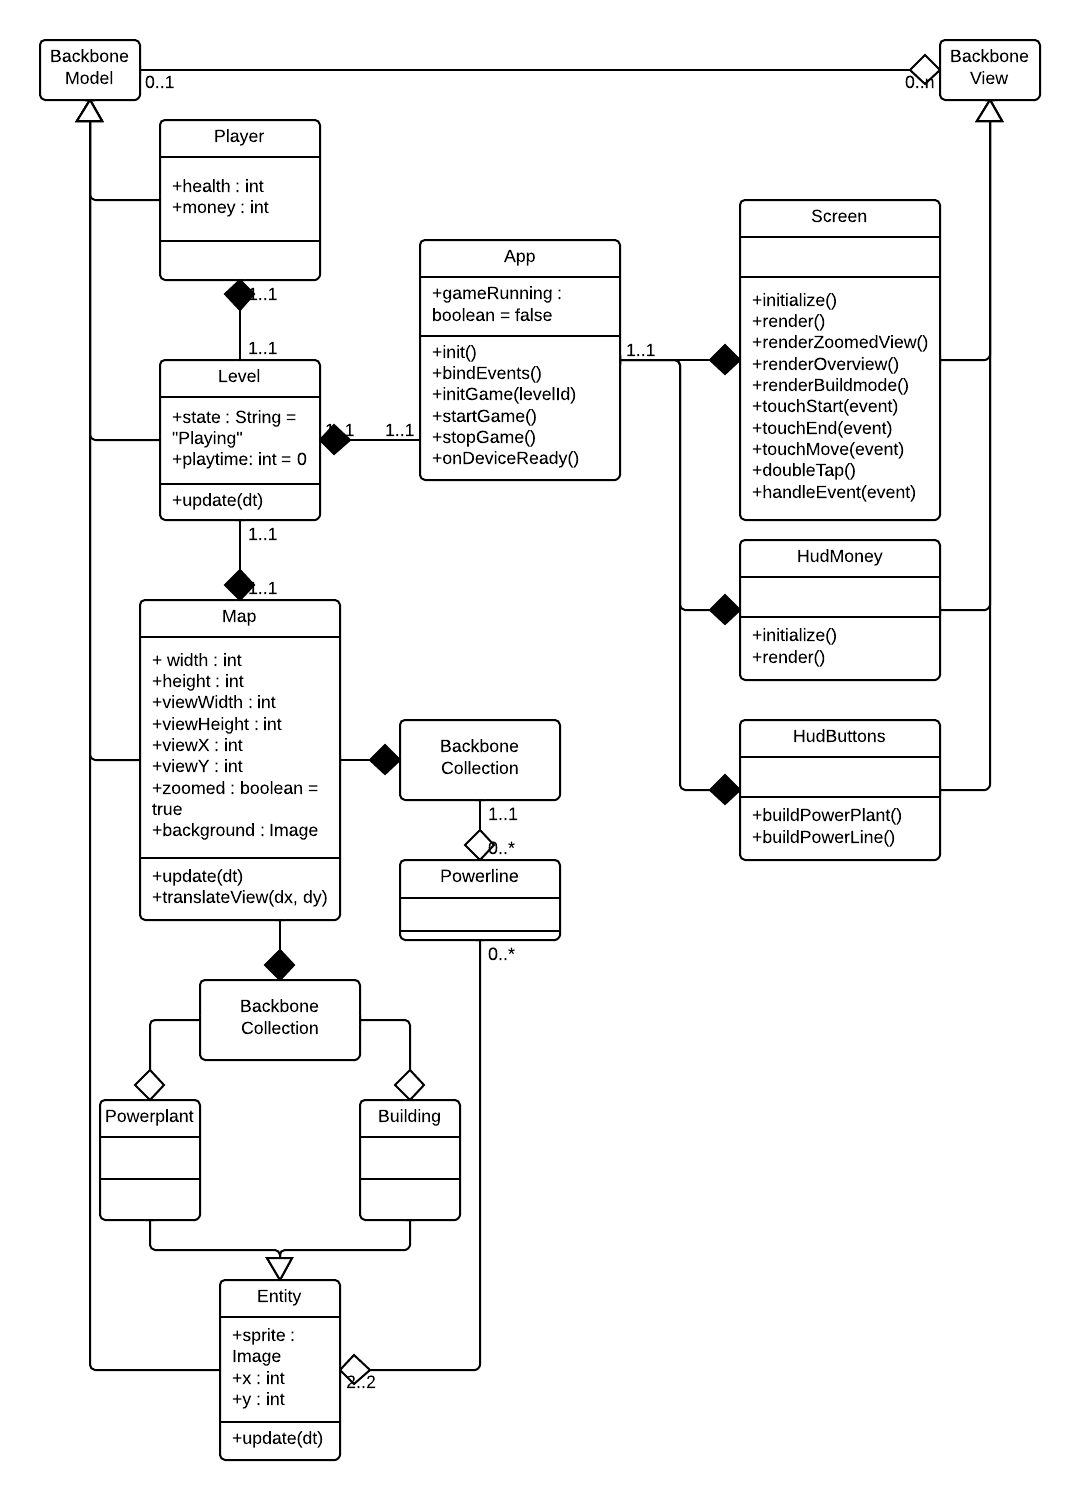 Backbone
Model
0..1
0..n
Backbone
View
Player
+health : int
+money : int
1..1
1..1
Level
+state : String =
"Playing"
+playtime: int = 0
+update(dt)
1..1
1..1
App
+gameRunning :
boolean = false
+init()
+bindEvents()
+initGame(levelId)
+startGame()
+stopGame()
+onDeviceReady()
1..1
Screen
+initialize()
+render()
+renderZoomedView()
+renderOverview()
+renderBuildmode()
+touchStart(event)
+touchEnd(event)
+touchMove(event)
+doubleTap()
+handleEvent(event)
HudMoney
+initialize()
+render()
HudButtons
+buildPowerPlant()
+buildPowerLine()
1..1
1..1
Map
+ width : int
+height : int
+viewWidth : int
+viewHeight : int
+viewX : int
+viewY : int
+zoomed : boolean =
true
+background : Image
+update(dt)
+translateView(dx, dy)
Backbone
Collection
1..1
0..*
Powerline
0..*
Backbone
Collection
Powerplant
Building
Entity
+sprite :
Image
+x : int
+y : int
+update(dt)
2..2